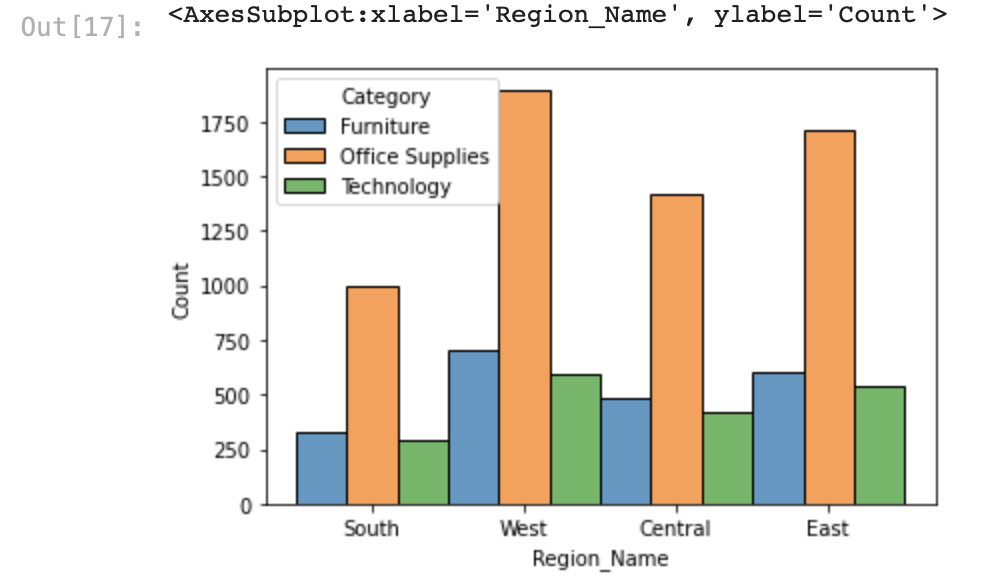 Out[17]: <AxesSubplot:xlabel='Region_Name', ylabel='Count'>
Category
Furniture
Office Supplies
Technology
Count
1750
1500
1250
1000
750
500
250
0
South West Central East
Region_Name